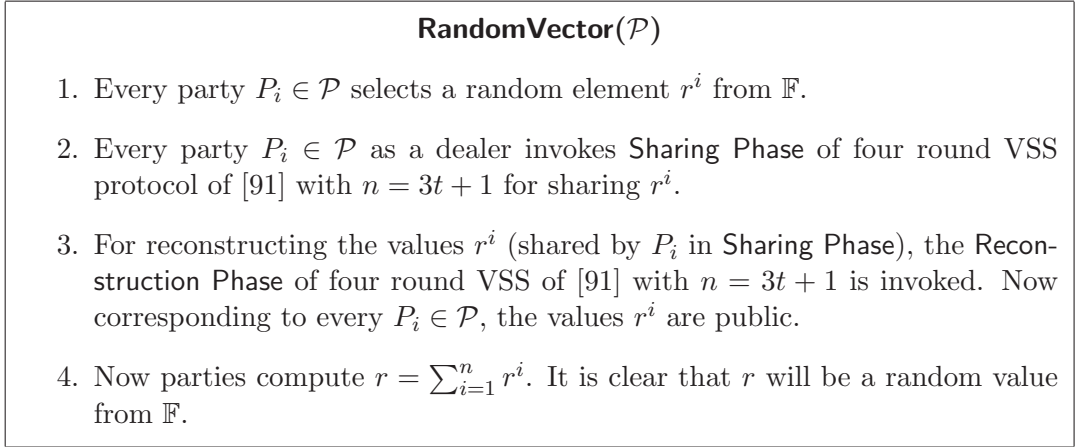 RandomVector(𝒫)
1. Every party P_i ∈ 𝒫 selects a random element r^i from 𝔽.
2. Every party P_i ∈ 𝒫 as a dealer invokes Sharing Phase of four round VSS
protocol of [91] with n = 3t + 1 for sharing r^i.
3. For reconstructing the values r^i (shared by P_i in Sharing Phase), the Recon-
struction Phase of four round VSS of [91] with n = 3t + 1 is invoked. Now
corresponding to every P_i ∈ 𝒫, the values r^i are public.
4. Now parties compute r = ∑_{i=1}^n r^i. It is clear that r will be a random value
from 𝔽.